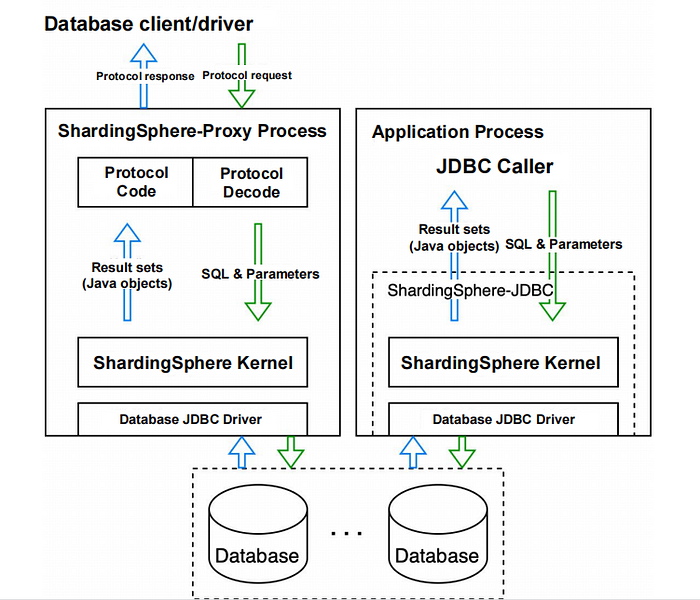 Database client/driver
Protocol response
Protocol request
ShardingSphere-Proxy Process
Protocol
Code
Protocol
Decode
Result sets
(Java objects)
SQL & Parameters
ShardingSphere Kernel
Database JDBC Driver
Application Process
JDBC Caller
Result sets
(Java objects)
SQL & Parameters
ShardingSphere-JDBC
ShardingSphere Kernel
Database JDBC Driver
Database
...
Database